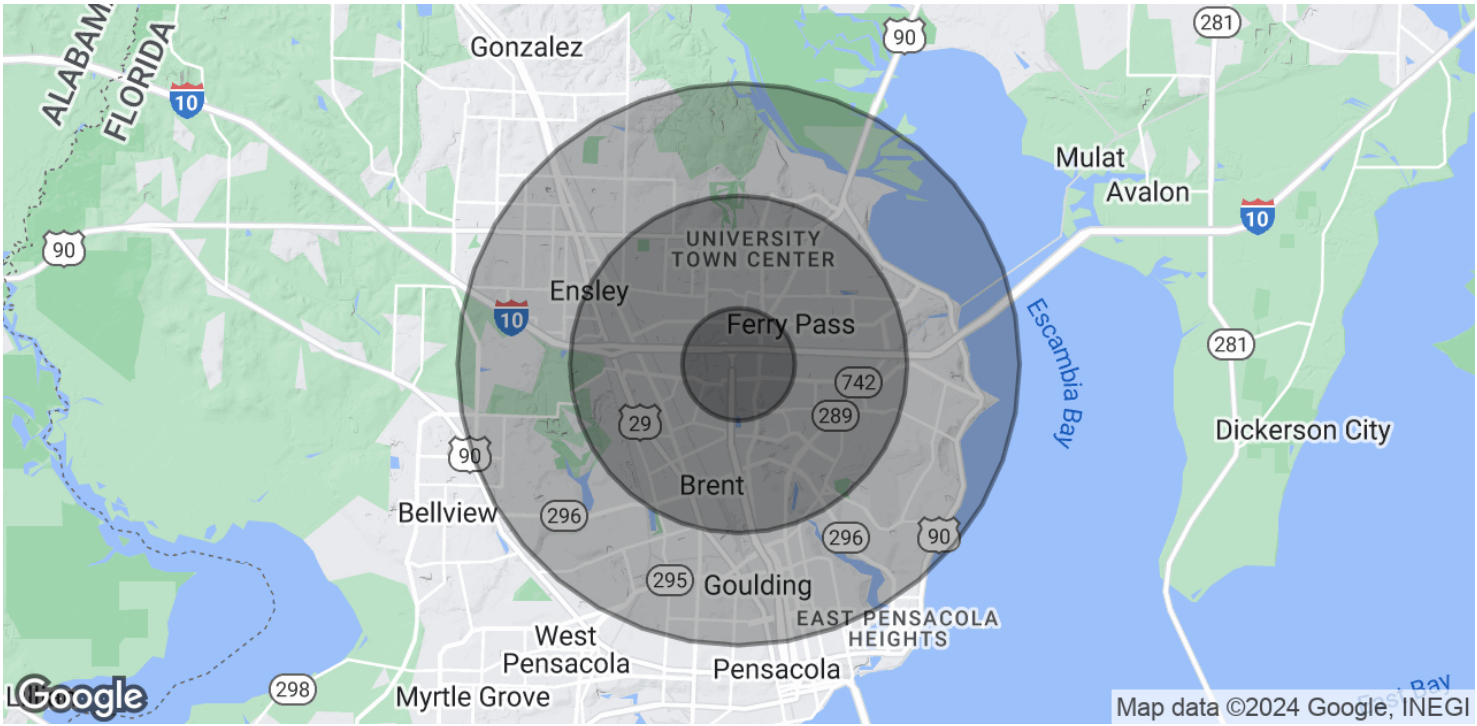 281
90
Gonzalez
ALABAMA
FLORIDA
10
Mulat
Avalon
10
90
UNIVERSITY
TOWN CENTER
Ensley
10
Ferry Pass
Escambia Bay
281
742
289
29
Dickerson City
90
Brent
Bellview
296
296
90
295
Goulding
EAST PENSACOLA
HEIGHTS
West
Pensacola
Pensacola
298
Myrtle Grove
Google
East Bay
Map data ©2024 Google, INEGI